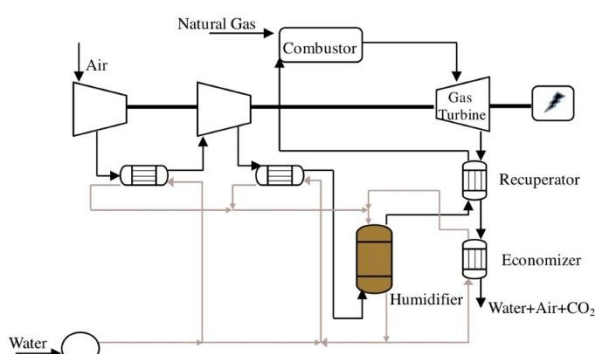 Natural Gas
Combustor
Air
Gas
Turbine
Recuperator
Economizer
Humidifier
Water+Air+CO₂
Water